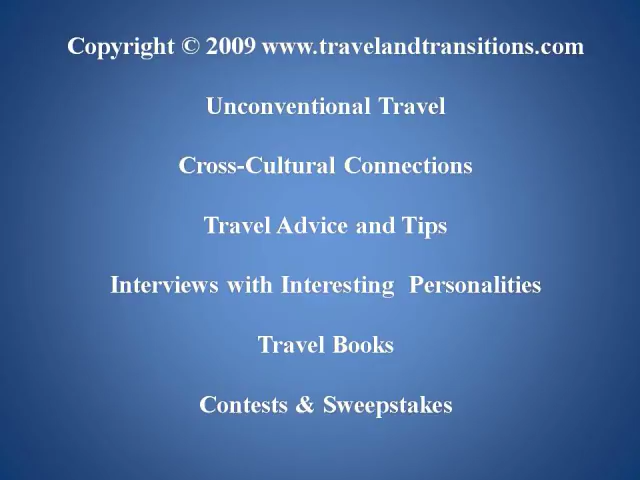 Copyright © 2009 www.travelandtransitions.com
Unconventional Travel
Cross-Cultural Connections
Travel Advice and Tips
Interviews with Interesting  Personalities
Travel Books
Contests & Sweepstakes